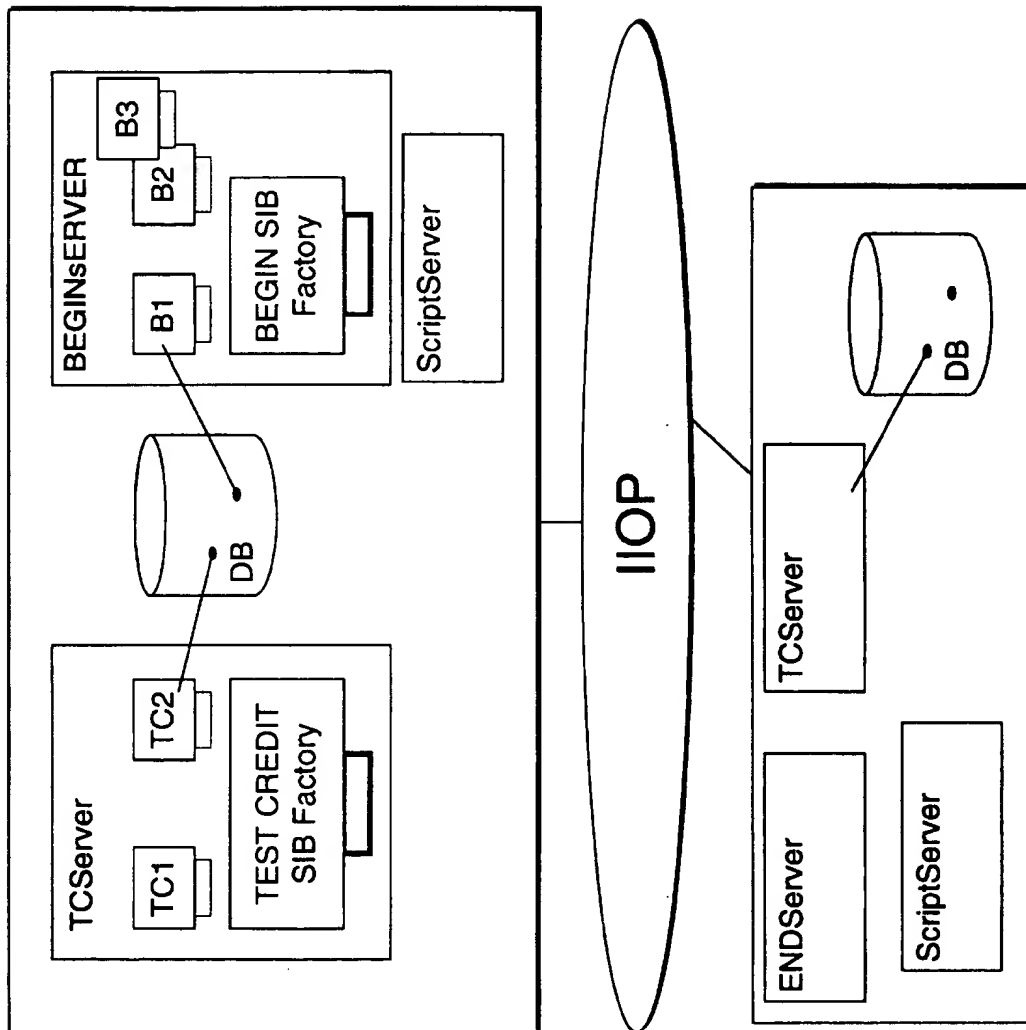 TCServer
TC1
TC2
TEST CREDIT
SIB Factory
DB
BEGINsERVER
B1
B2
B3
BEGIN SIB
Factory
ScriptServer
IIOP
ENDServer
TCServer
ScriptServer
DB